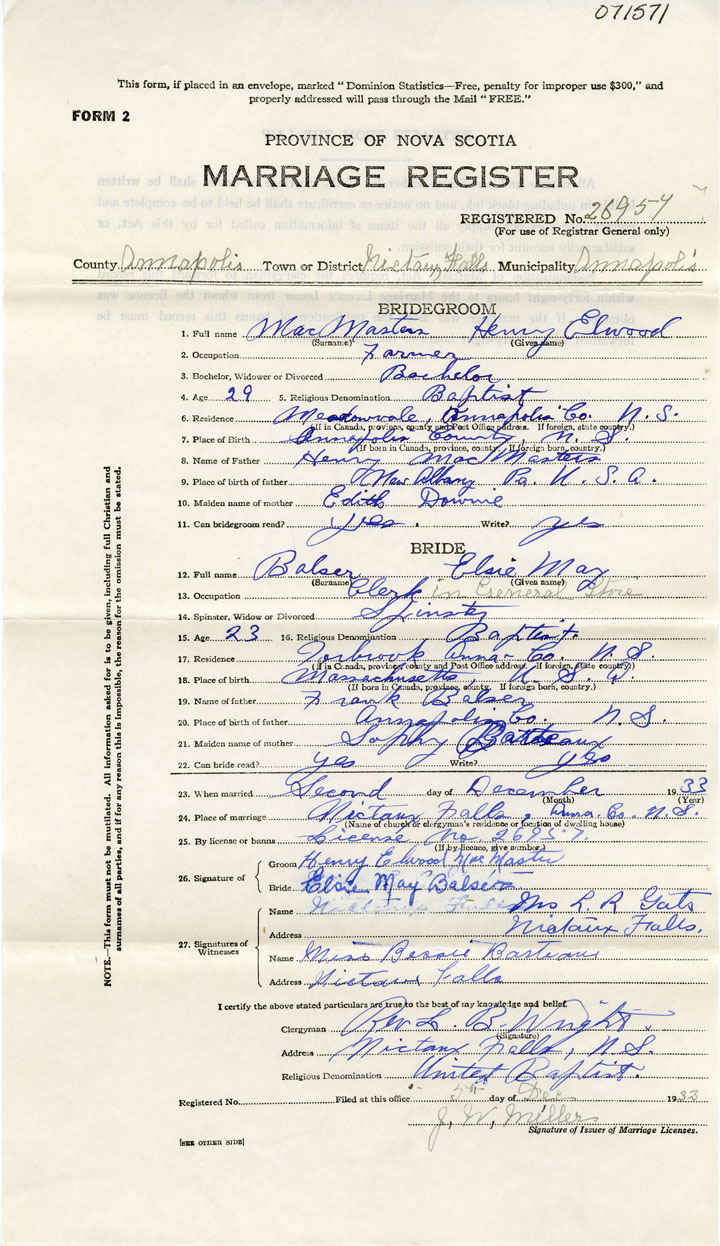 071571
This form, if placed in an envelope, marked "Dominion Statistics—Free, penalty for improper use $300," and
properly addressed will pass through the Mail "FREE."
FORM 2
PROVINCE OF NOVA SCOTIA
MARRIAGE REGISTER
REGISTERED No. 26957
(For use of Registrar General only)
County Annapolis Town or District Nictaux Falls Municipality Annapolis
BRIDEGROOM
1. Full name MacMasters Henry Elwood
(Surname) (Given name)
2. Occupation Farmer
3. Bachelor, Widower or Divorced Bachelor
4. Age 29 5. Religious Denomination Baptist
6. Residence Meadowvale, Annapolis Co. N.S.
(If in Canada, province, county and Post Office address. If foreign, state country.)
7. Place of Birth Annapolis County, N.S.
(If born in Canada, province, county. If foreign born, country.)
8. Name of Father Henry MacMasters
9. Place of birth of father New Albany Pa. U.S.A.
10. Maiden name of mother Edith Downie
11. Can bridegroom read? yes. Write? yes
BRIDE
12. Full name Balser Elsie May
(Surname) (Given name)
13. Occupation Clerk in General Store
14. Spinster, Widow or Divorced Spinster
15. Age 23 16. Religious Denomination Baptist.
17. Residence Torbrook Anna. Co. N.S.
(If in Canada, province, county and Post Office address. If foreign, state country.)
18. Place of birth Massachusetts U.S.A.
(If born in Canada, province, county. If foreign born, country.)
19. Name of father Frank Balser
20. Place of birth of father Annapolis Co. N.S.
21. Maiden name of mother Sophy Barteaux
22. Can bride read? yes Write? yes
23. When married Second day of December 1933
(Month) (Year)
24. Place of marriage Nictaux Falls, Anna. Co. N.S.
(Name of church or clergyman's residence or location of dwelling house)
25. By license or banns License No. 26957.
(If by licence, give number.)
26. Signature of Groom Henry Elwood MacMaster
Bride Elsie May Balser
27. Signatures of Witnesses
Name Mrs L. R Gates
Address Nictaux Falls.
Name Miss Bessie Barteaux
Address Nictaux Falls
I certify the above stated particulars are true to the best of my knowledge and belief.
Clergyman Rev L. B. Wright.
(Signature)
Address Nictaux Falls, N.S.
Religious Denomination United Baptist.
Registered No. Filed at this office 5th day of Dec 1933
J. W. Miller
Signature of Issuer of Marriage Licenses.
[SEE OTHER SIDE]
NOTE.—This form must not be mutilated. All information asked for is to be given, including full Christian and
surnames of all parties, and if for any reason this is impossible, the reason for the omission must be stated.